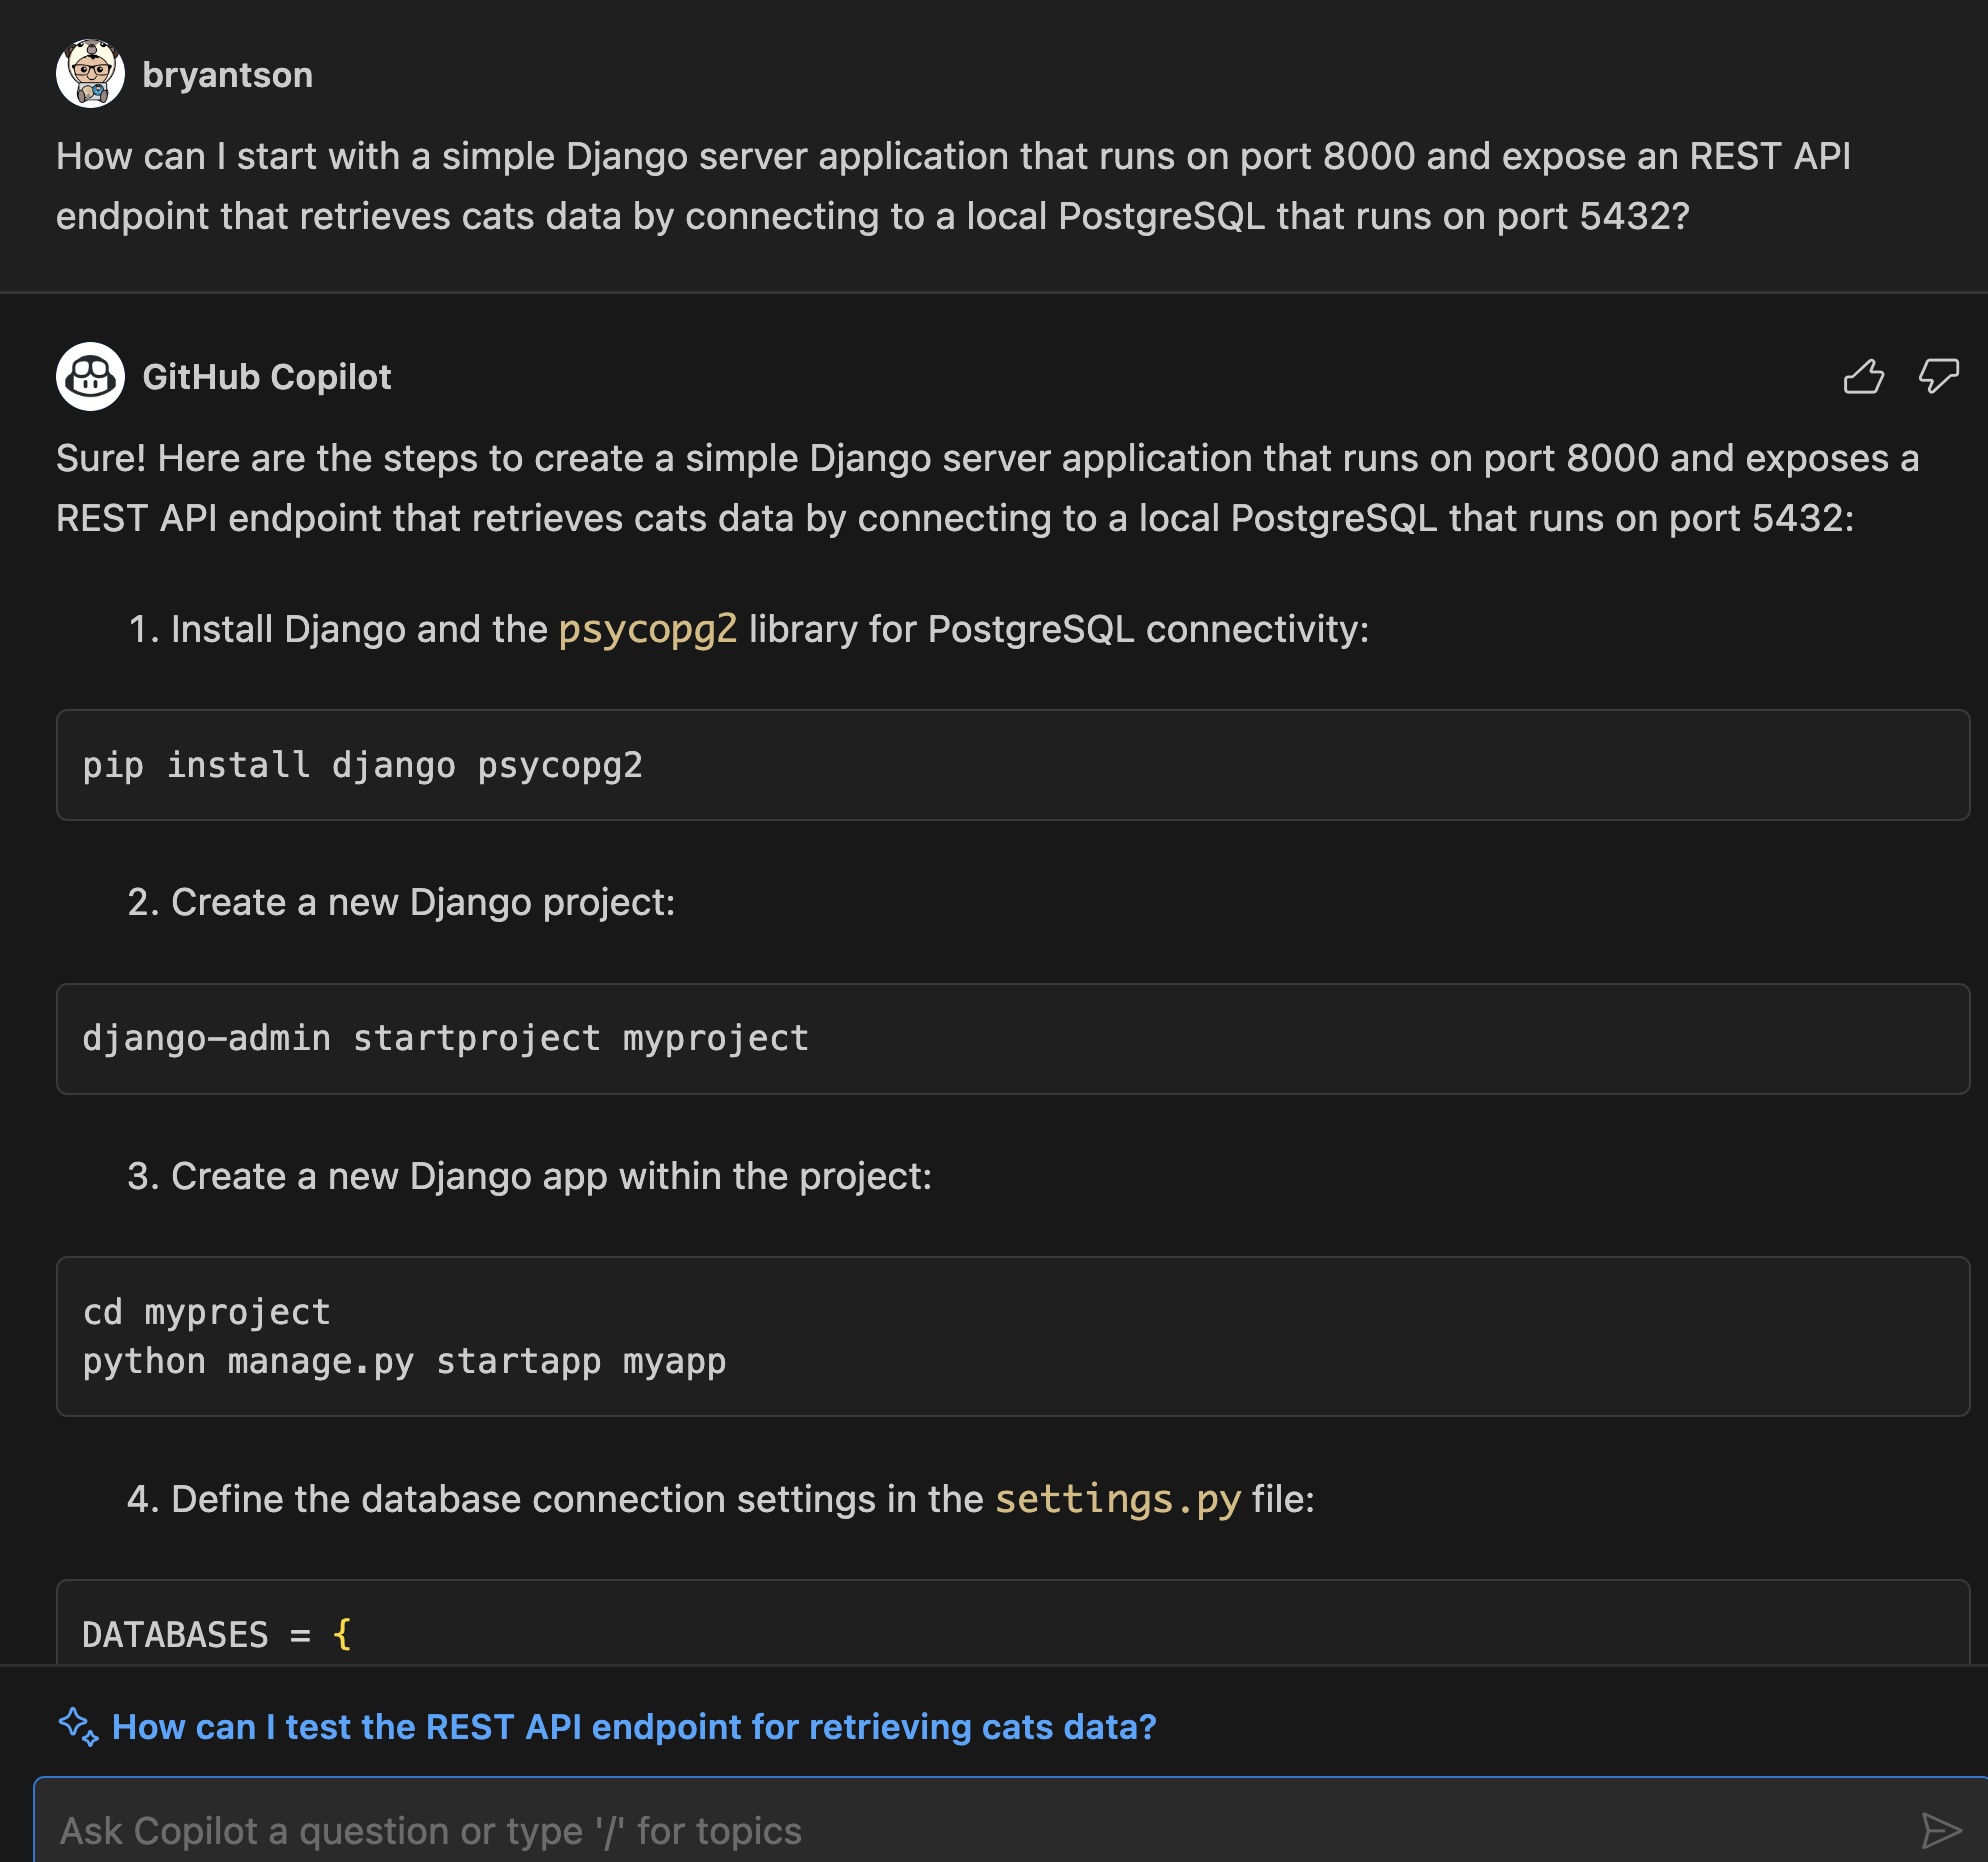 bryantson
How can I start with a simple Django server application that runs on port 8000 and expose an REST API
endpoint that retrieves cats data by connecting to a local PostgreSQL that runs on port 5432?
GitHub Copilot
Sure! Here are the steps to create a simple Django server application that runs on port 8000 and exposes a
REST API endpoint that retrieves cats data by connecting to a local PostgreSQL that runs on port 5432:
1. Install Django and the psycopg2 library for PostgreSQL connectivity:
pip install django psycopg2
2. Create a new Django project:
django-admin startproject myproject
3. Create a new Django app within the project:
cd myproject
python manage.py startapp myapp
4. Define the database connection settings in the settings.py file:
DATABASES = {
How can I test the REST API endpoint for retrieving cats data?
Ask Copilot a question or type '/' for topics